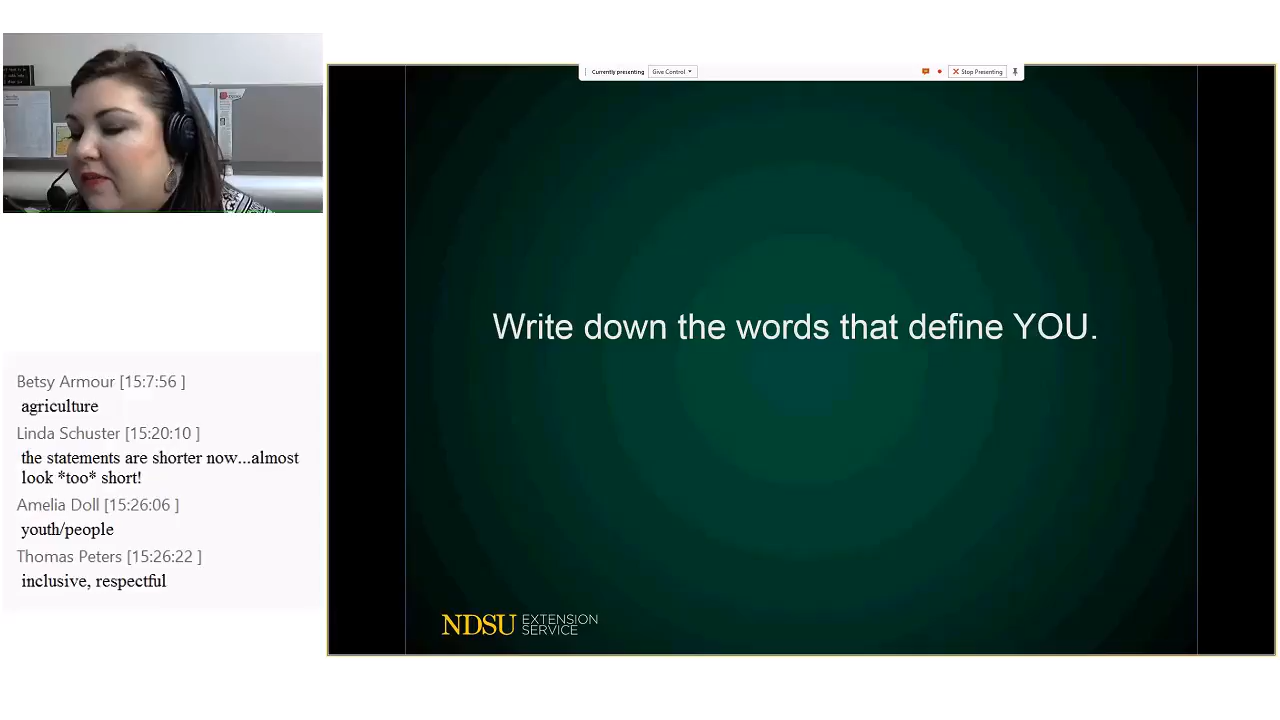 Currently presenting
Give Control
Stop Presenting
Write down the words that define YOU.
NDSU EXTENSION
SERVICE
Betsy Armour [15:7:56 ]
agriculture
Linda Schuster [15:20:10 ]
the statements are shorter now...almost
look *too* short!
Amelia Doll [15:26:06 ]
youth/people
Thomas Peters [15:26:22 ]
inclusive, respectful